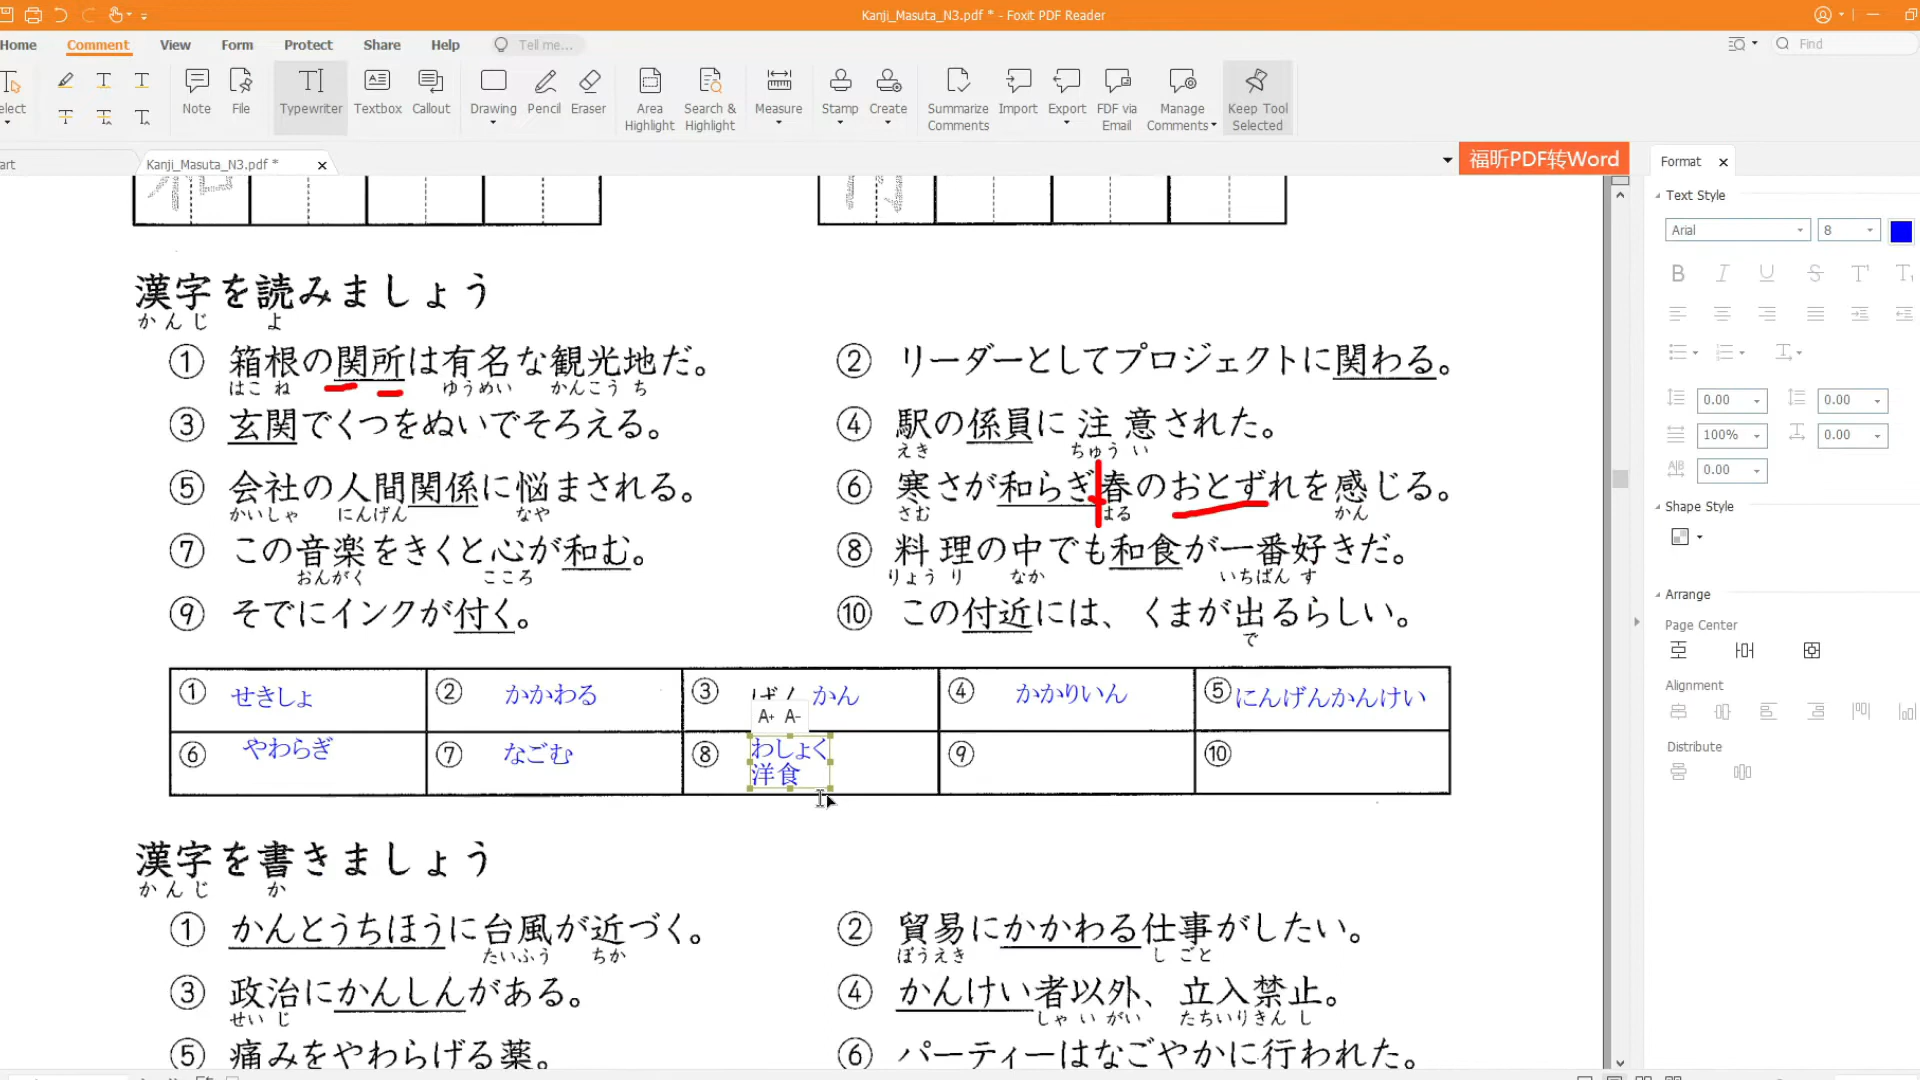 Kanji_Masuta_N3.pdf * - Foxit PDF Reader
Home Comment View Form Protect Share Help Tell me... Find
elect Note File Typewriter Textbox Callout Drawing Pencil Eraser Area Highlight Search & Highlight Measure Stamp Create Summarize Comments Import Export FDF via Email Manage Comments Keep Tool Selected
art Kanji_Masuta_N3.pdf * 福昕PDF转Word Format
Text Style
Arial 8
0.00 0.00
100% 0.00
0.00
Shape Style
Arrange
Page Center
Alignment
Distribute
漢字を読みましょう
かんじ よ
① 箱根の関所は有名な観光地だ。
はこ ね ゆうめい かんこう ち
② リーダーとしてプロジェクトに関わる。
③ 玄関でくつをぬいでそろえる。
④ 駅の係員に注意された。
えき ちゅう い
⑤ 会社の人間関係に悩まされる。
かいしゃ にんげん なや
⑥ 寒さが和らぎ春のおとずれを感じる。
さむ はる かん
⑦ この音楽をきくと心が和む。
おんがく こころ
⑧ 料理の中でも和食が一番好きだ。
りょう り なか いちばん す
⑨ そでにインクが付く。
⑩ この付近には、くまが出るらしい。
で
① せきしょ ② かかわる ③ かん ④ かかりいん ⑤ にんげんかんけい
A+ A-
⑥ やわらぎ ⑦ なごむ ⑧ わしょく ⑨ ⑩
洋食
漢字を書きましょう
かんじ か
① かんとうちほうに台風が近づく。
たいふう ちか
② 貿易にかかわる仕事がしたい。
ぼうえき し ごと
③ 政治にかんしんがある。
せい じ
④ かんけい者以外、立入禁止。
しゃ い がい たちいりきん し
⑤ 痛みをやわらげる薬。
⑥ パーティーはなごやかに行われた。